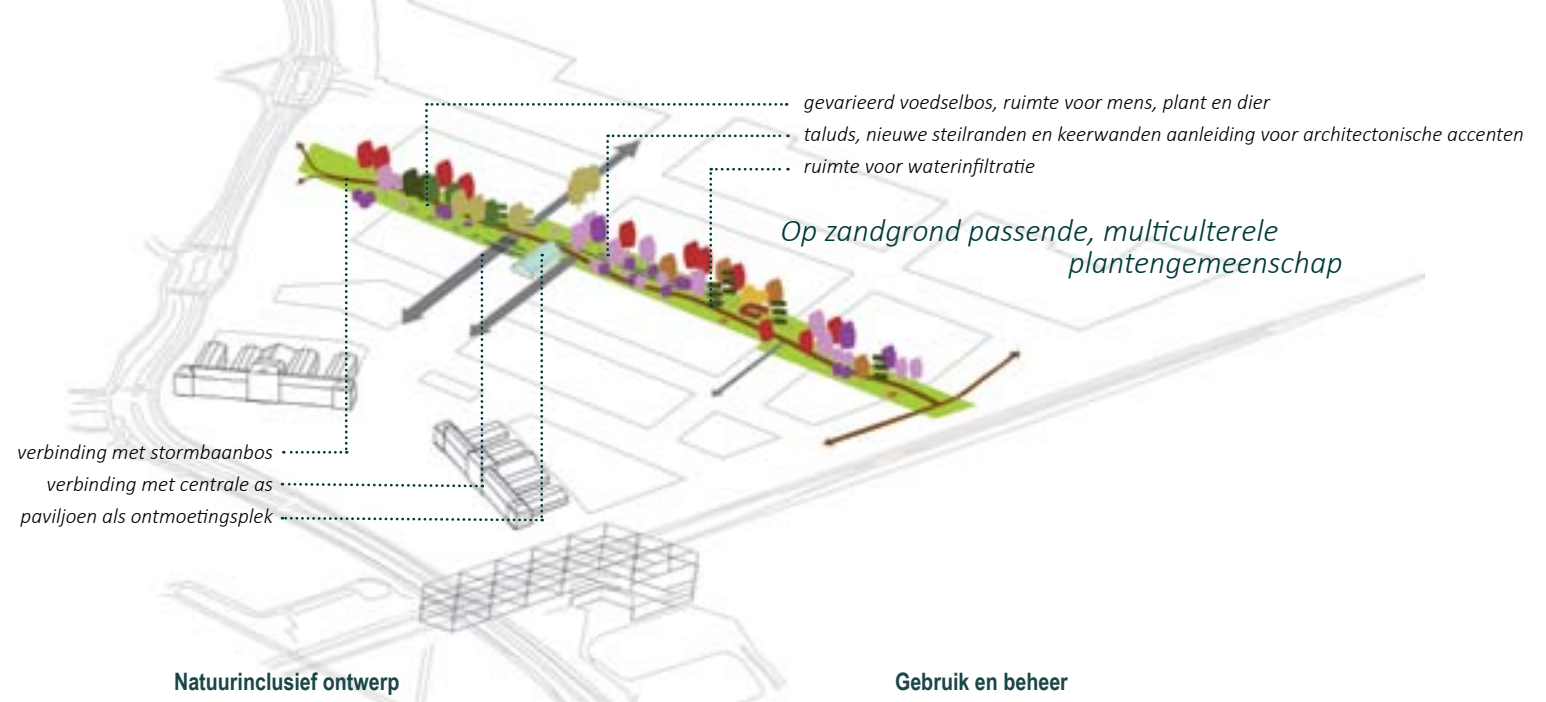 gevarieerd voedselbos, ruimte voor mens, plant en dier
taluds, nieuwe steilranden en keerwanden aanleiding voor architectonische accenten
ruimte voor waterinfiltratie
Op zandgrond passende, multiculterele
plantengemeenschap
verbinding met stormbaanbos
verbinding met centrale as
paviljoen als ontmoetingsplek
Natuurinclusief ontwerp
Gebruik en beheer